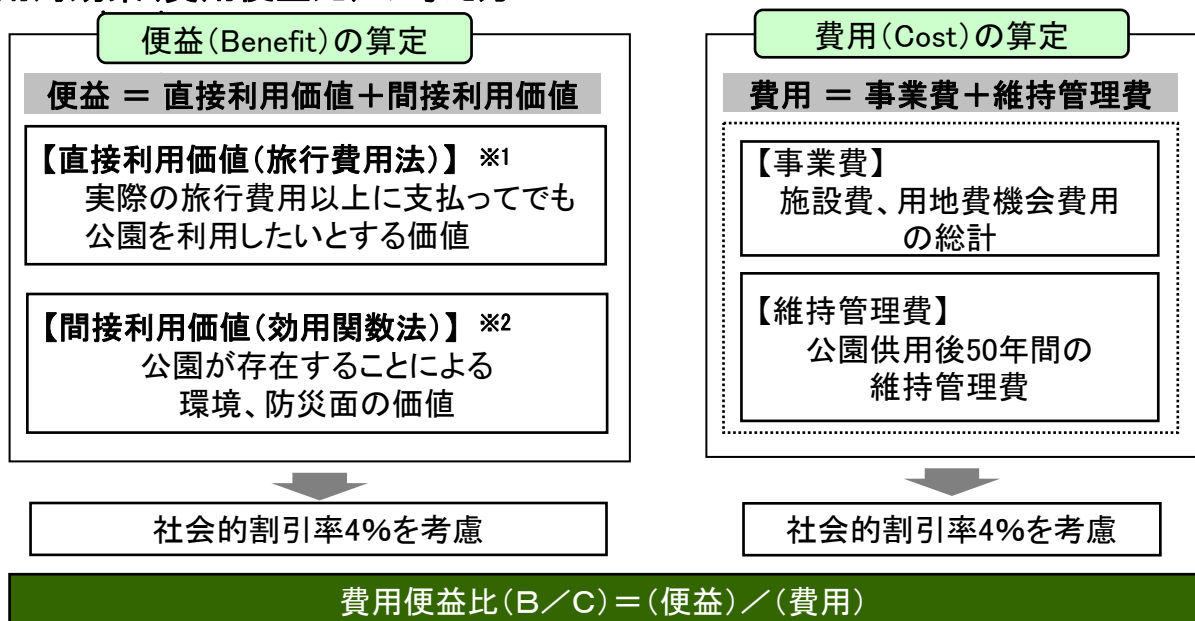 便益(Benefit)の算定
便益 = 直接利用価値+間接利用価値
【直接利用価値(旅行費用法)】 ※1
実際の旅行費用以上に支払ってでも
公園を利用したいとする価値
【間接利用価値(効用関数法)】 ※2
公園が存在することによる
環境、防災面の価値
社会的割引率4%を考慮
費用(Cost)の算定
費用 = 事業費+維持管理費
【事業費】
施設費、用地費機会費用
の総計
【維持管理費】
公園供用後50年間の
維持管理費
社会的割引率4%を考慮
費用便益比(B/C)=(便益)/(費用)